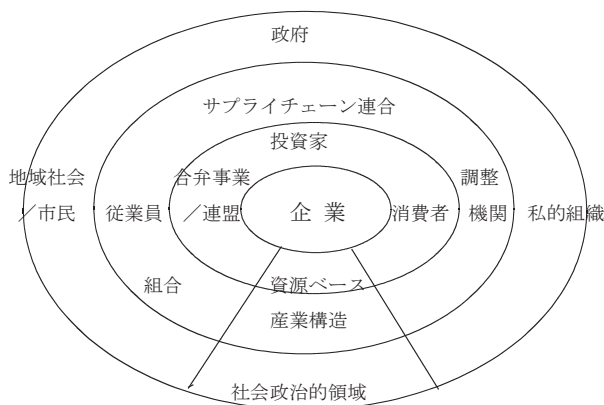 政府
サプライチェーン連合
投資家
地域社会
／市民
従業員
合弁事業
／連盟
企 業
消費者
調整
機関
私的組織
組合
資源ベース
産業構造
社会政治的領域